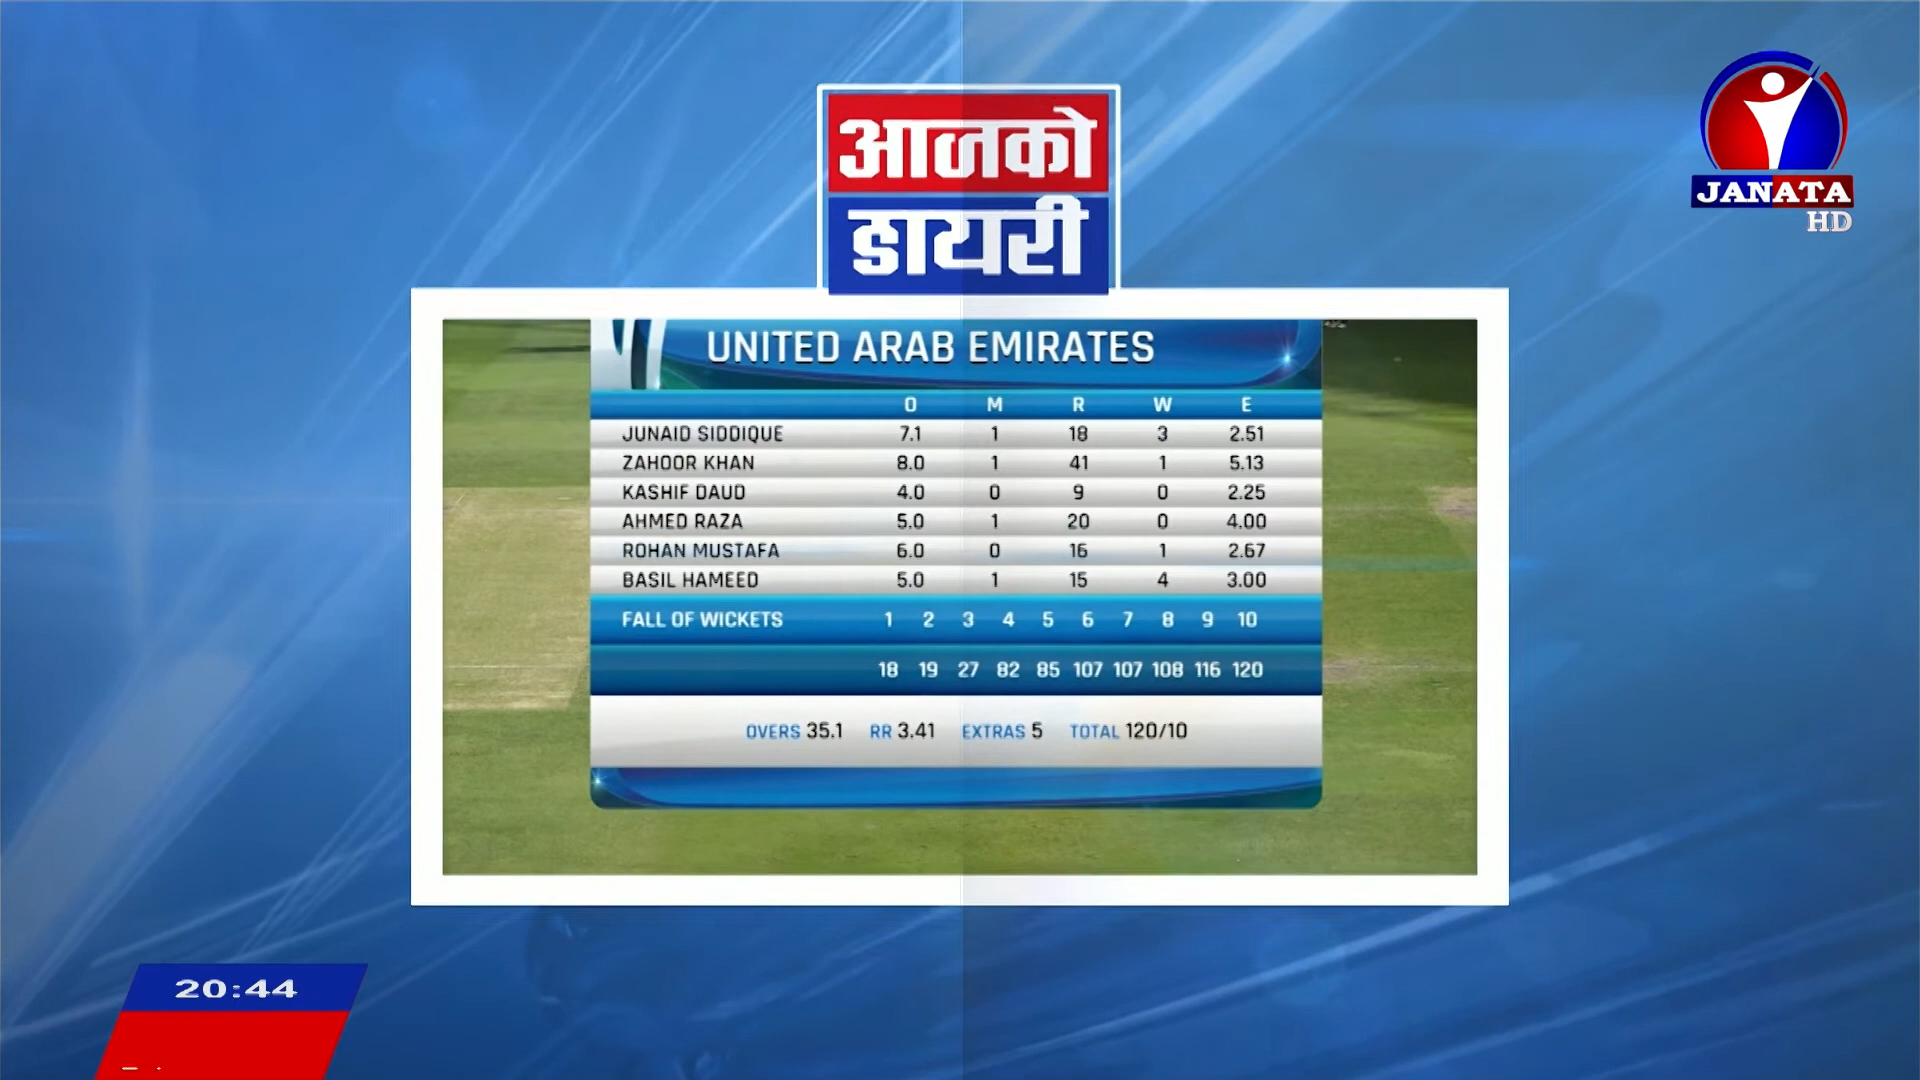 आजको
डायरी
JANATA
HD
UNITED ARAB EMIRATES
O M R W E
JUNAID SIDDIQUE 7.1 1 18 3 2.51
ZAHOOR KHAN 8.0 1 41 1 5.13
KASHIF DAUD 4.0 0 9 0 2.25
AHMED RAZA 5.0 1 20 0 4.00
ROHAN MUSTAFA 6.0 0 16 1 2.67
BASIL HAMEED 5.0 1 15 4 3.00
FALL OF WICKETS 1 2 3 4 5 6 7 8 9 10
18 19 27 82 85 107 107 108 116 120
OVERS 35.1 RR 3.41 EXTRAS 5 TOTAL 120/10
20:44